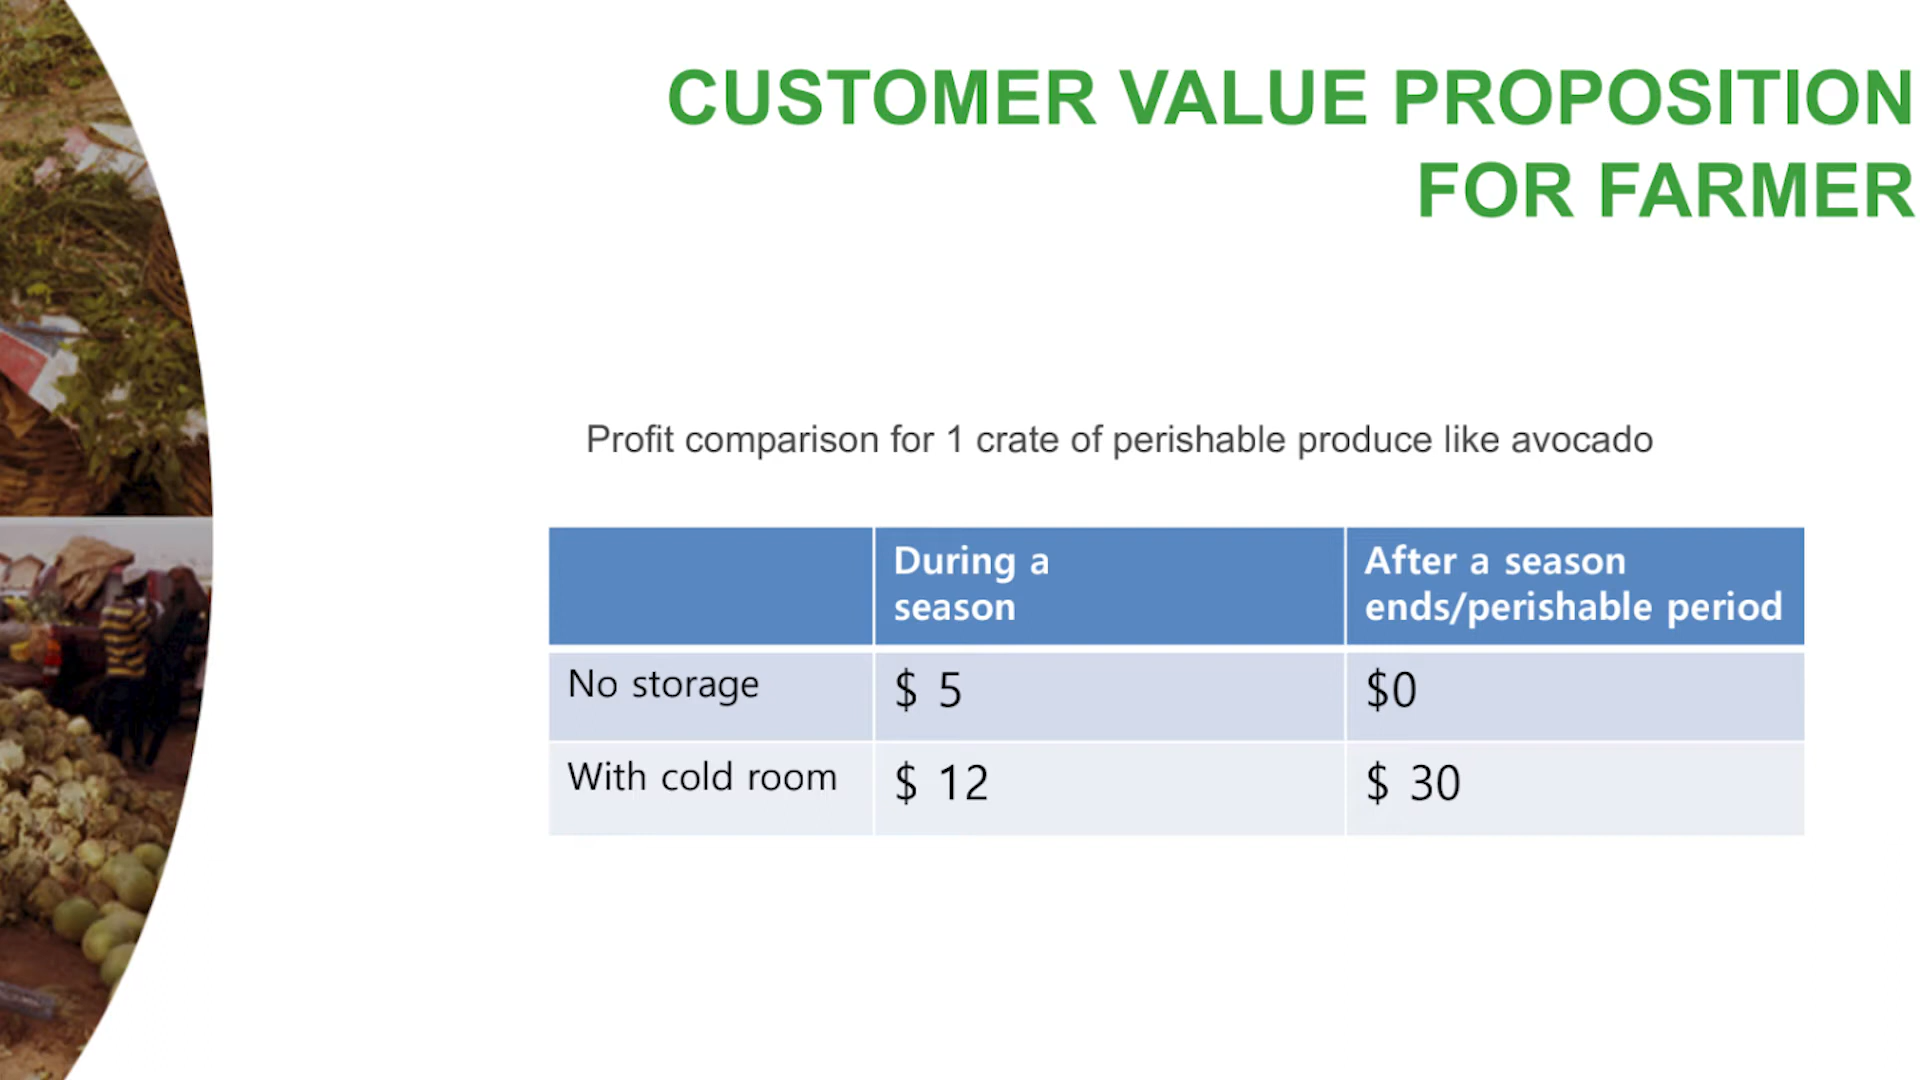 CUSTOMER VALUE PROPOSITION
FOR FARMER
Profit comparison for 1 crate of perishable produce like avocado
During a
season
After a season
ends/perishable period
No storage
$ 5
$0
With cold room
$ 12
$ 30